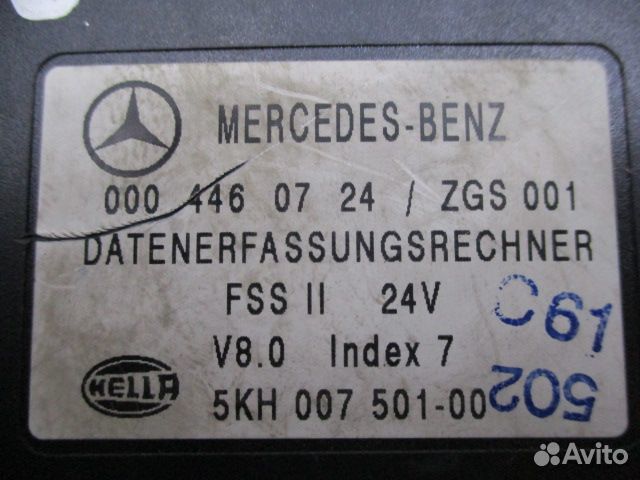 MERCEDES-BENZ
000 446 07 24 / ZGS 001
DATENERFASSUNGSRECHNER
FSS II 24V
V8.0 Index 7
HELLA
5KH 007 501-00
C61
502
Avito